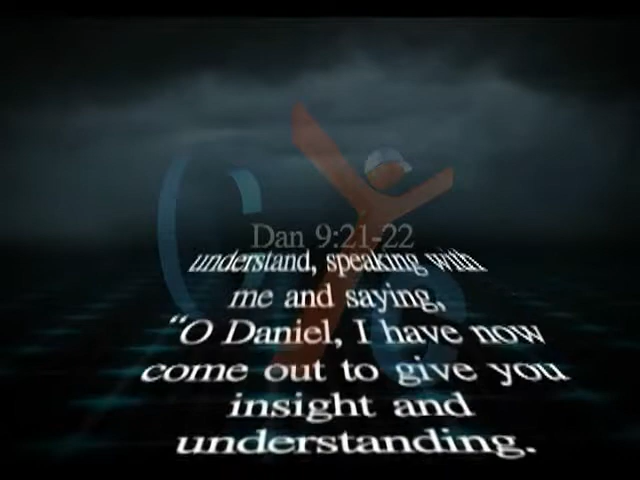 Dan 9:21-22
understand, speaking with
me and saying,
“O Daniel, I have now
come out to give you
insight and
understanding.